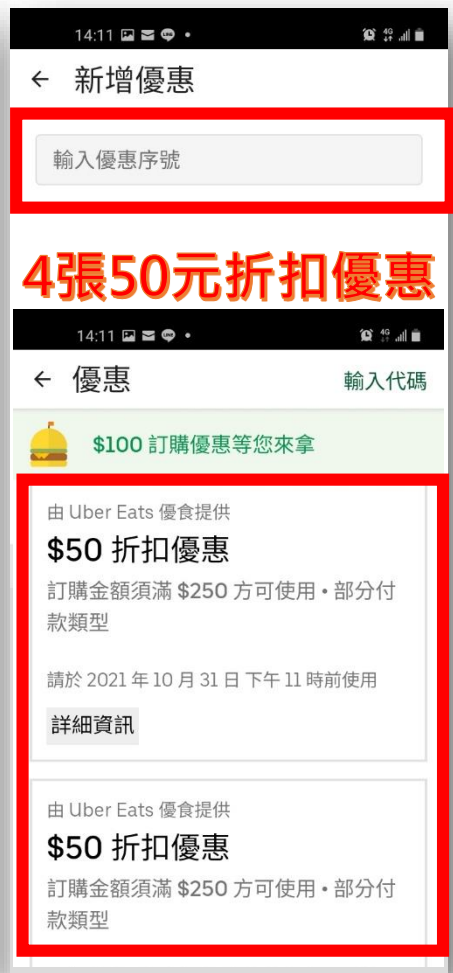 14:11
4G
← 新增優惠
輸入優惠序號
4張50元折扣優惠
14:11
4G
← 優惠 輸入代碼
$100 訂購優惠等您來拿
由 Uber Eats 優食提供
$50 折扣優惠
訂購金額須滿 $250 方可使用 • 部分付
款類型
請於 2021 年 10 月 31 日 下午 11 時前使用
詳細資訊
由 Uber Eats 優食提供
$50 折扣優惠
訂購金額須滿 $250 方可使用 • 部分付
款類型